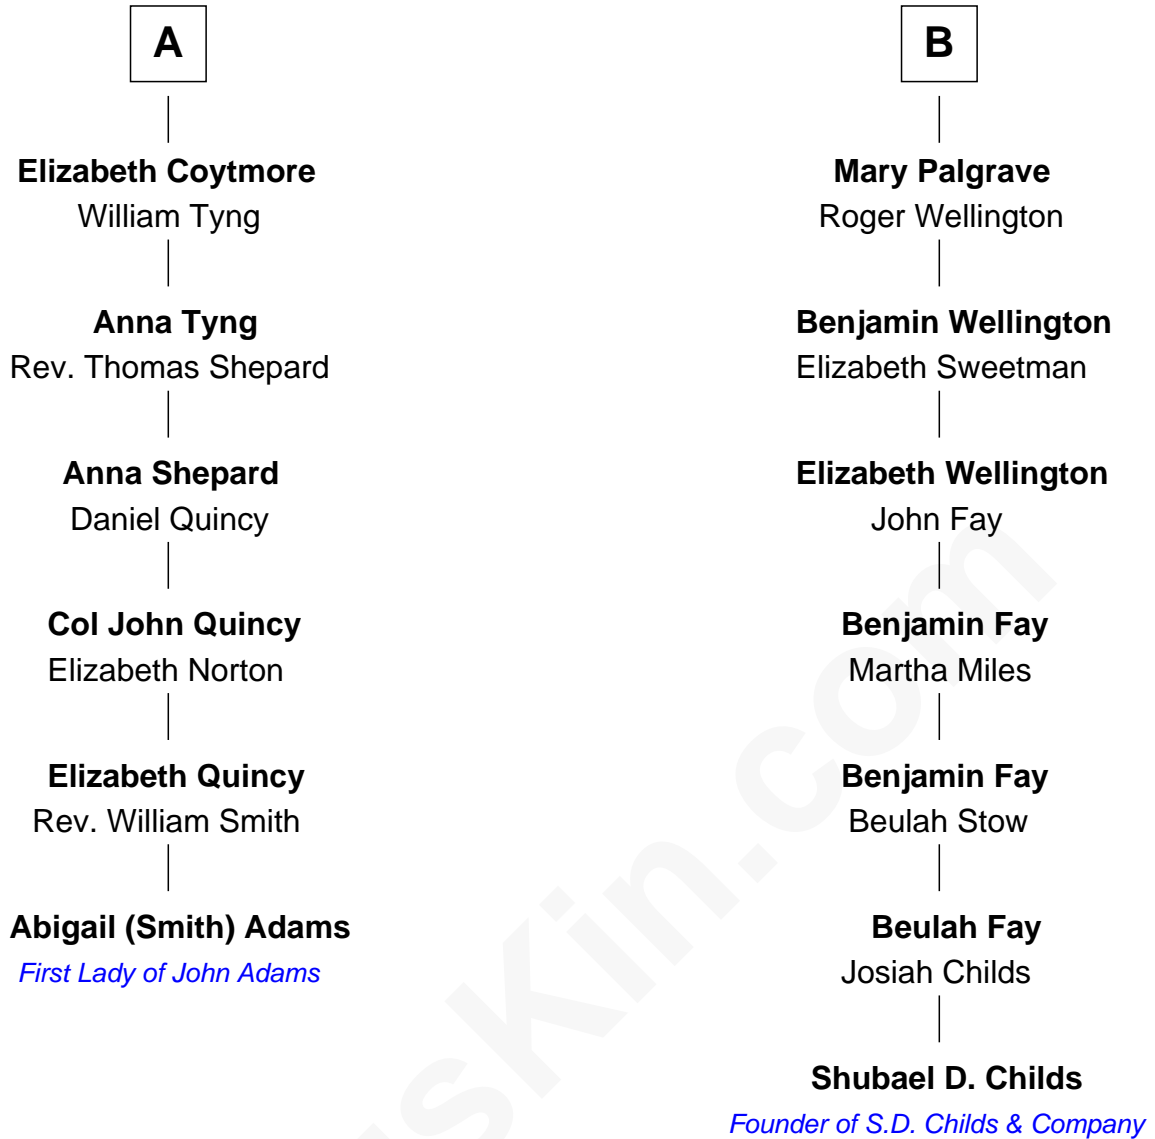 A
Elizabeth Coytmore
William Tyng
Anna Tyng
Rev. Thomas Shepard
Anna Shepard
Daniel Quincy
Col John Quincy
Elizabeth Norton
Elizabeth Quincy
Rev. William Smith
Abigail (Smith) Adams
First Lady of John Adams
B
Mary Palgrave
Roger Wellington
Benjamin Wellington
Elizabeth Sweetman
Elizabeth Wellington
John Fay
Benjamin Fay
Martha Miles
Benjamin Fay
Beulah Stow
Beulah Fay
Josiah Childs
Shubael D. Childs
Founder of S.D. Childs & Company